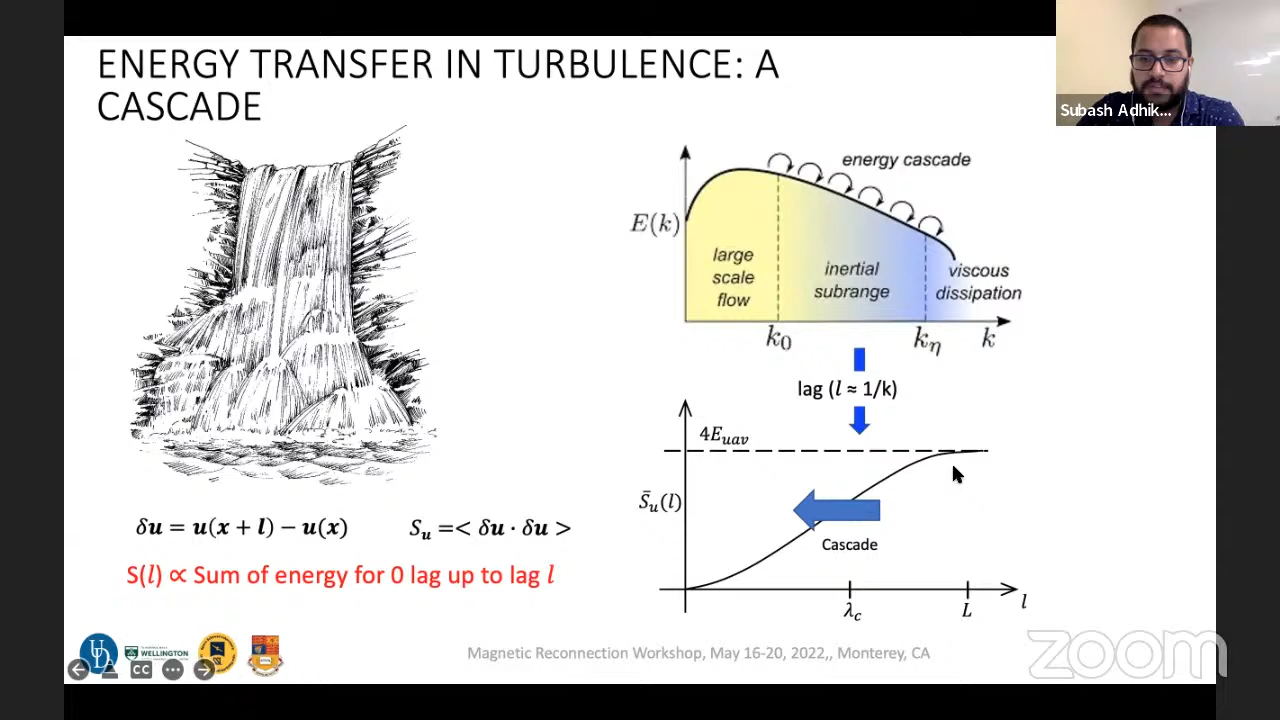 ENERGY TRANSFER IN TURBULENCE: A
CASCADE
Subash Adhik...
energy cascade
E(k)
large
scale
flow
inertial
subrange
viscous
dissipation
k₀
kη
k
lag (l ≈ 1/k)
4Eᵤₐᵥ
S̄ᵤ(l)
Cascade
λ꜀
L
l
δu = u(x + l) − u(x)
Sᵤ =< δu · δu >
S(l) ∝ Sum of energy for 0 lag up to lag l
WELLINGTON
CC
Magnetic Reconnection Workshop, May 16-20, 2022,, Monterey, CA
zoom